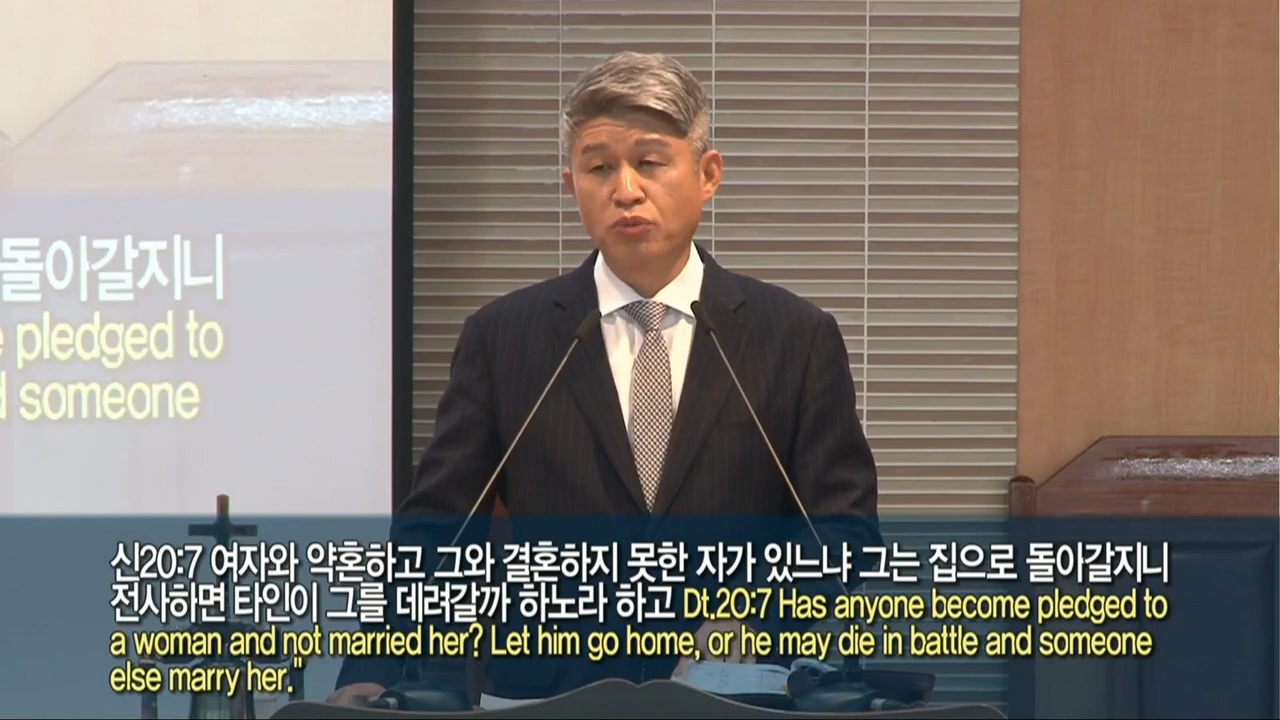 돌아갈지니
pledged to
someone
신20:7 여자와 약혼하고 그와 결혼하지 못한 자가 있느냐 그는 집으로 돌아갈지니
전사하면 타인이 그를 데려갈까 하노라 하고 Dt.20:7 Has anyone become pledged to
a woman and not married her? Let him go home, or he may die in battle and someone
else marry her."